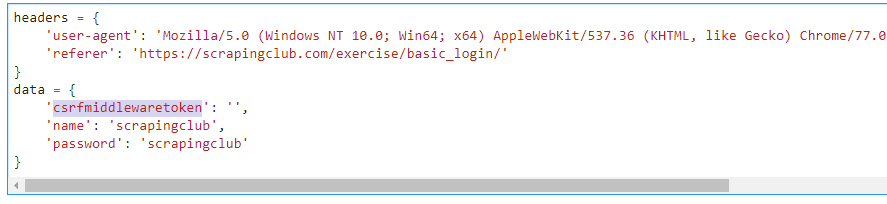 headers = {
    'user-agent': 'Mozilla/5.0 (Windows NT 10.0; Win64; x64) AppleWebKit/537.36 (KHTML, like Gecko) Chrome/77.0
    'referer': 'https://scrapingclub.com/exercise/basic_login/'
}
data = {
    'csrfmiddlewaretoken': '',
    'name': 'scrapingclub',
    'password': 'scrapingclub'
}